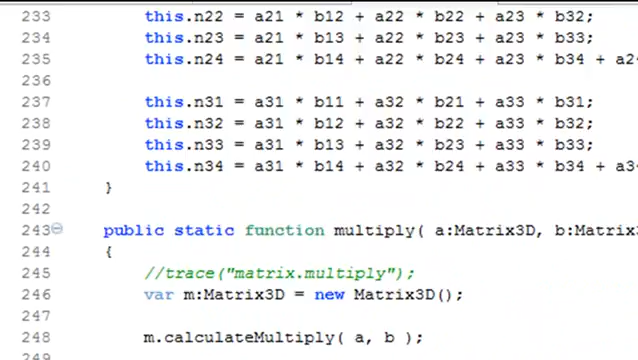 233 this.n22 = a21 * b12 + a22 * b22 + a23 * b32;
234 this.n23 = a21 * b13 + a22 * b23 + a23 * b33;
235 this.n24 = a21 * b14 + a22 * b24 + a23 * b34 + a2
236
237 this.n31 = a31 * b11 + a32 * b21 + a33 * b31;
238 this.n32 = a31 * b12 + a32 * b22 + a33 * b32;
239 this.n33 = a31 * b13 + a32 * b23 + a33 * b33;
240 this.n34 = a31 * b14 + a32 * b24 + a33 * b34 + a3
241 }
242
243 public static function multiply( a:Matrix3D, b:Matrix3
244 {
245 //trace("matrix.multiply");
246 var m:Matrix3D = new Matrix3D();
247
248 m.calculateMultiply( a, b );
249